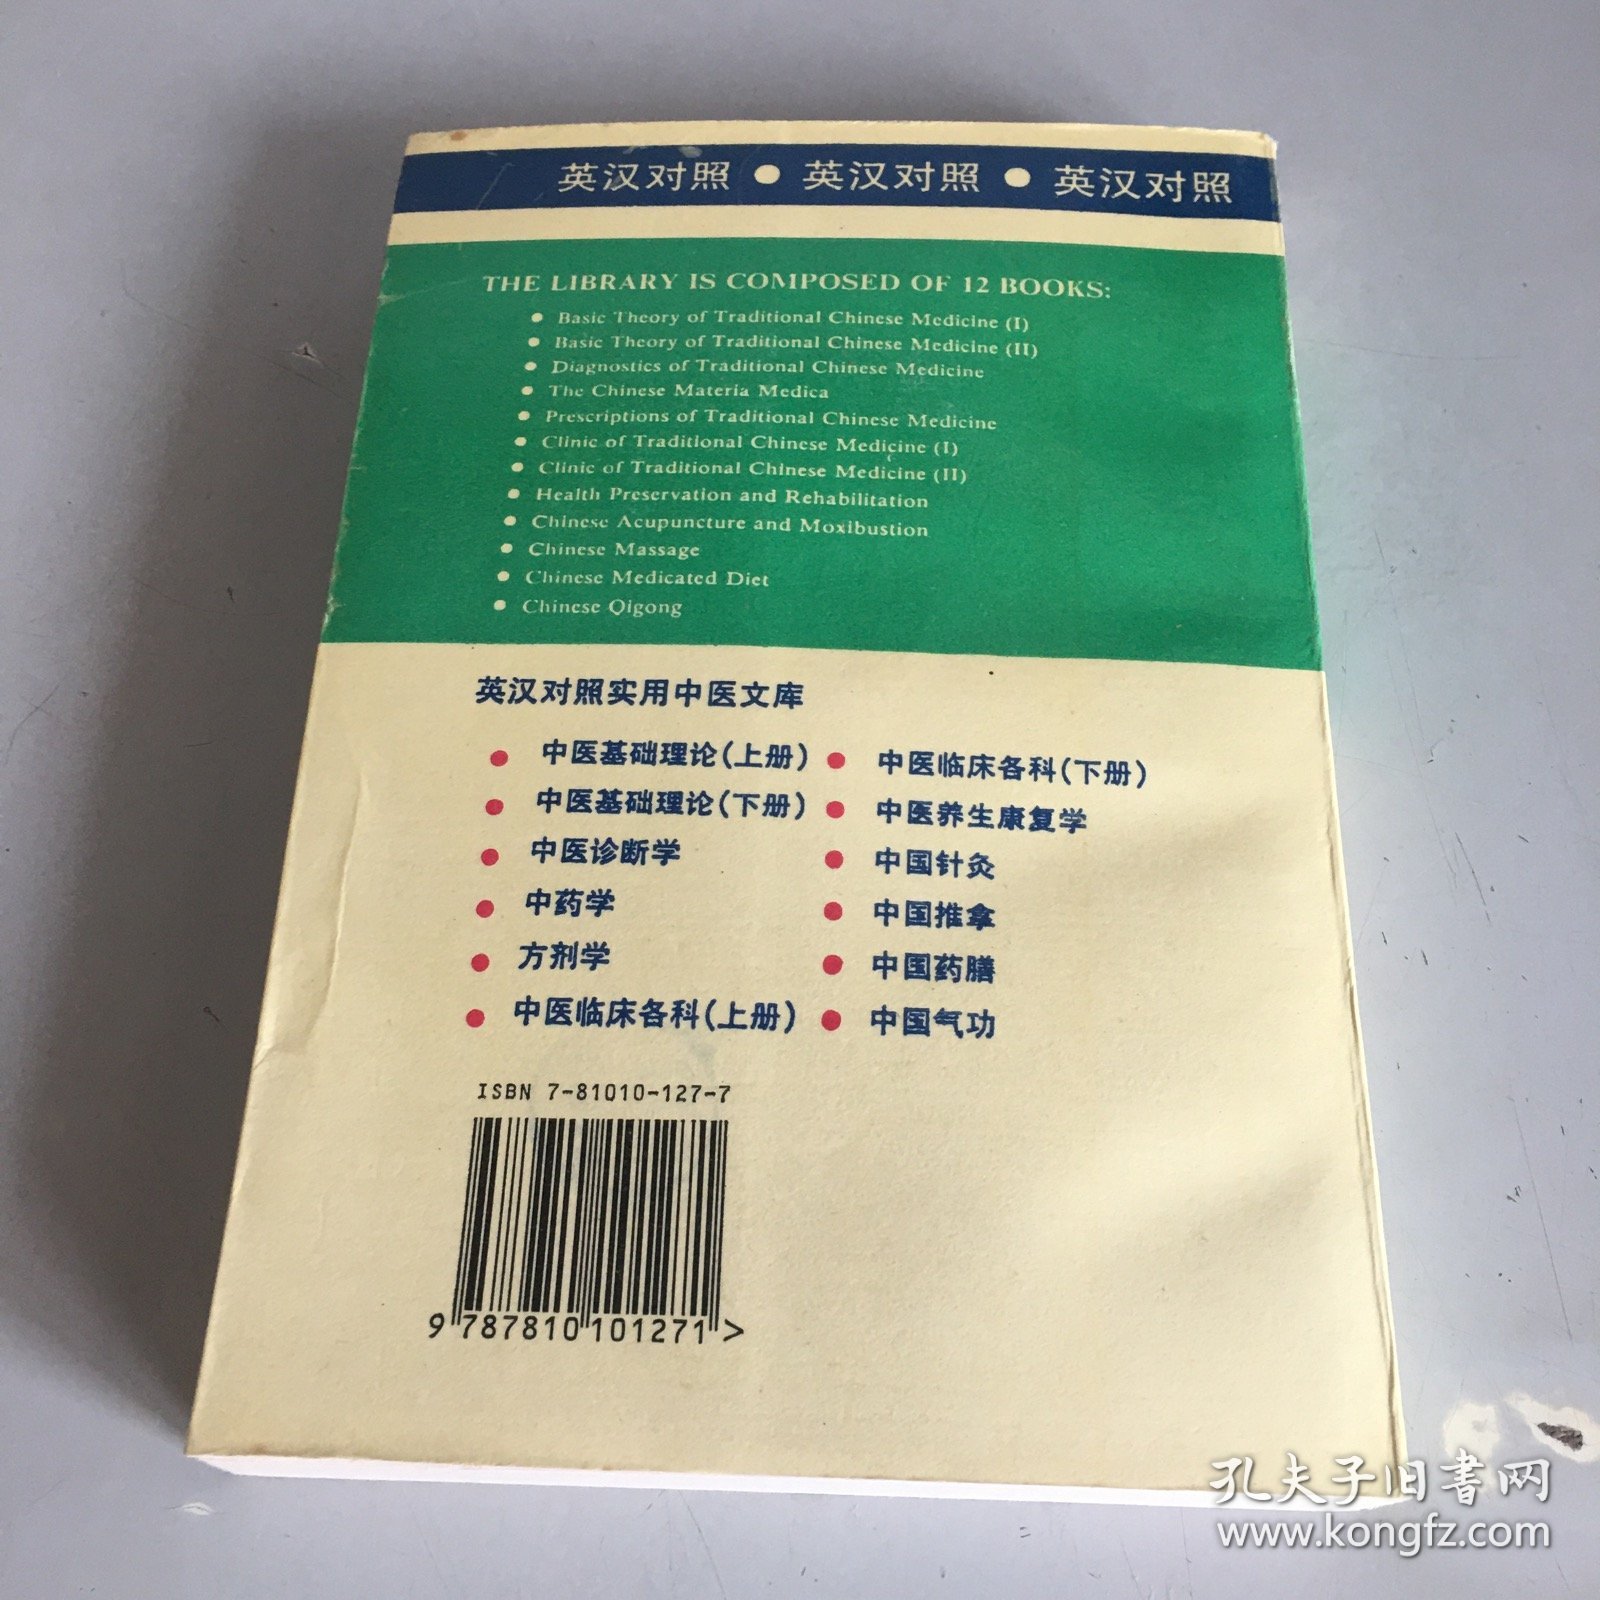 英汉对照 • 英汉对照 • 英汉对照
THE LIBRARY IS COMPOSED OF 12 BOOKS:
• Basic Theory of Traditional Chinese Medicine (I)
• Basic Theory of Traditional Chinese Medicine (II)
• Diagnostics of Traditional Chinese Medicine
• The Chinese Materia Medica
• Prescriptions of Traditional Chinese Medicine
• Clinic of Traditional Chinese Medicine (I)
• Clinic of Traditional Chinese Medicine (II)
• Health Preservation and Rehabilitation
• Chinese Acupuncture and Moxibustion
• Chinese Massage
• Chinese Medicated Diet
• Chinese Qigong
英汉对照实用中医文库
• 中医基础理论(上册)
• 中医基础理论(下册)
• 中医诊断学
• 中药学
• 方剂学
• 中医临床各科(上册)
• 中医临床各科(下册)
• 中医养生康复学
• 中国针灸
• 中国推拿
• 中国药膳
• 中国气功
ISBN 7-81010-127-7
9 787810 101271 >
孔夫子旧书网
www.kongfz.com